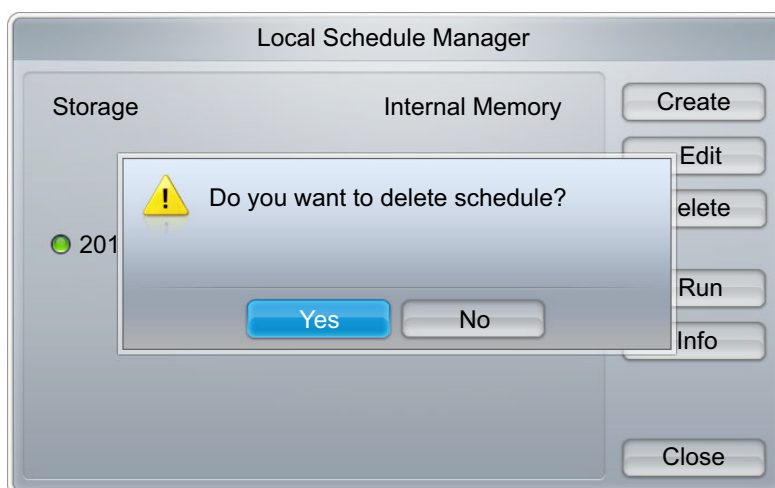 Local Schedule Manager
Storage Internal Memory
Create
Edit
elete
Do you want to delete schedule?
201
Run
Yes No
Info
Close